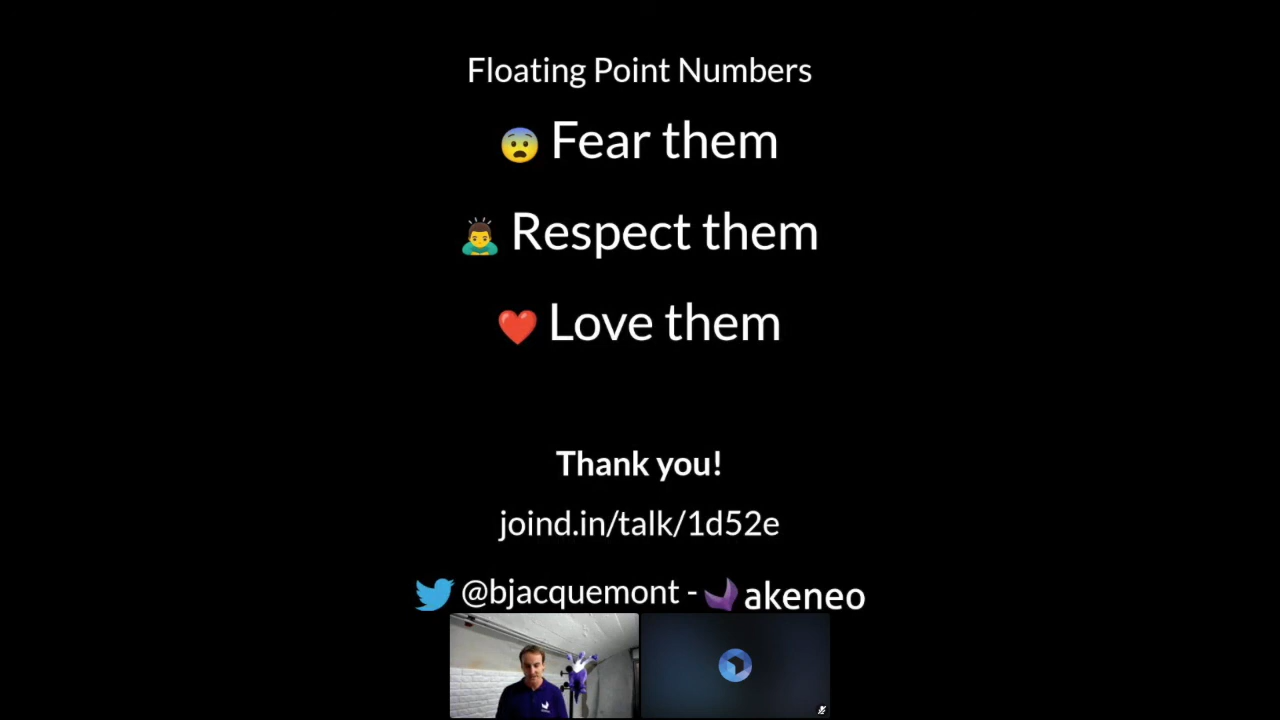 Floating Point Numbers
😨 Fear them
🙇‍♂️ Respect them
❤️ Love them
Thank you!
joind.in/talk/1d52e
@bjacquemont - akeneo